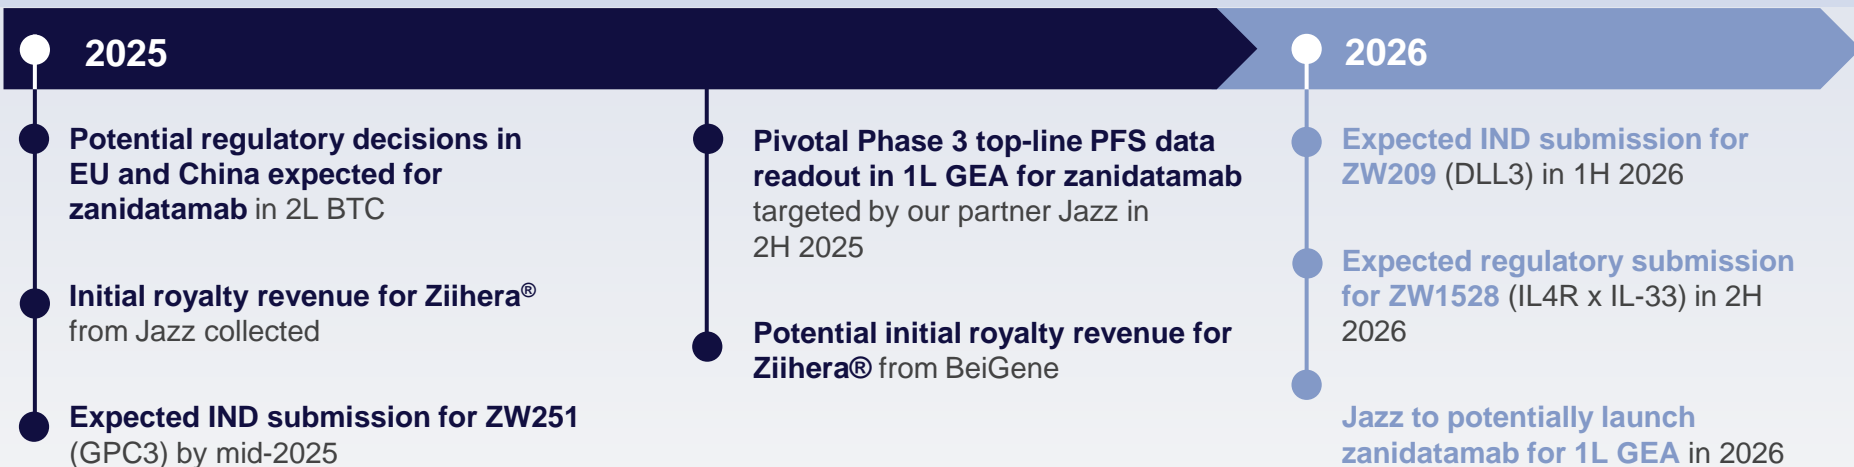 2025
Potential regulatory decisions in
EU and China expected for
zanidatamab in 2L BTC
Initial royalty revenue for Ziihera®
from Jazz collected
Expected IND submission for ZW251
(GPC3) by mid-2025
Pivotal Phase 3 top-line PFS data
readout in 1L GEA for zanidatamab
targeted by our partner Jazz in
2H 2025
Potential initial royalty revenue for
Ziihera® from BeiGene
2026
Expected IND submission for
ZW209 (DLL3) in 1H 2026
Expected regulatory submission
for ZW1528 (IL4R x IL-33) in 2H
2026
Jazz to potentially launch
zanidatamab for 1L GEA in 2026